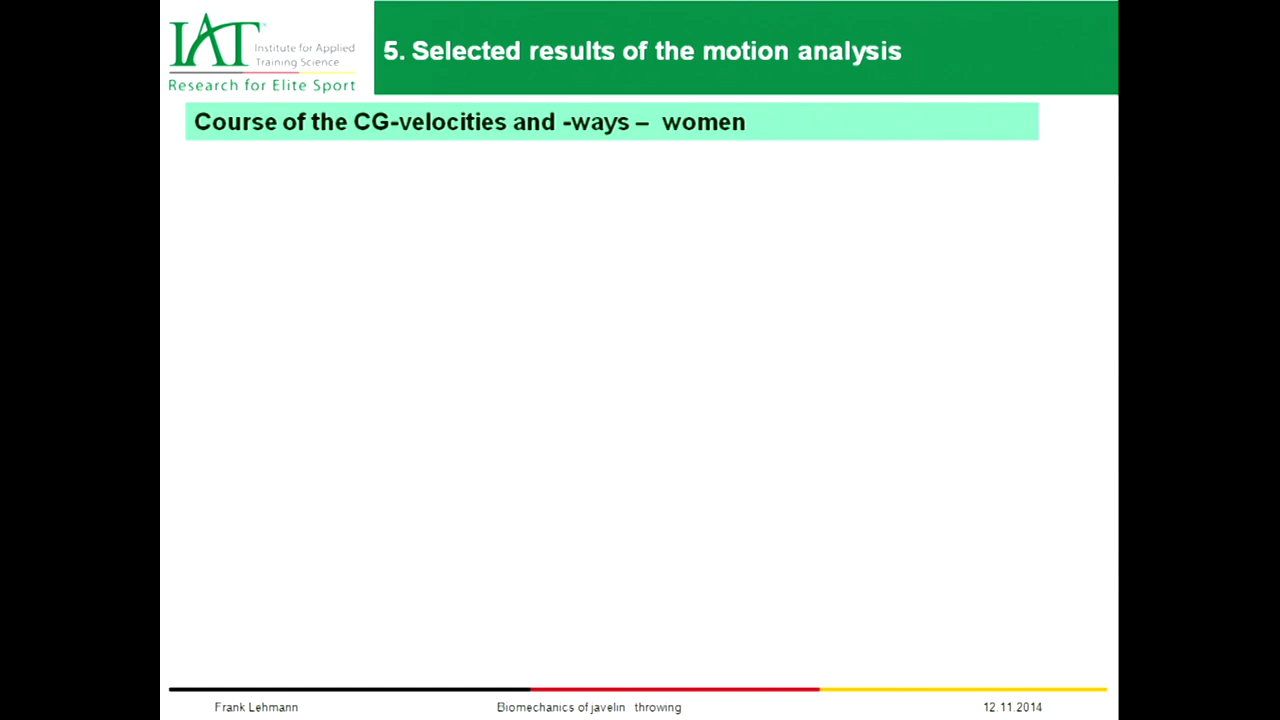 IAT
Institute for Applied
Training Science
Research for Elite Sport
5. Selected results of the motion analysis
Course of the CG-velocities and -ways – women
Frank Lehmann
Biomechanics of javelin throwing
12.11.2014